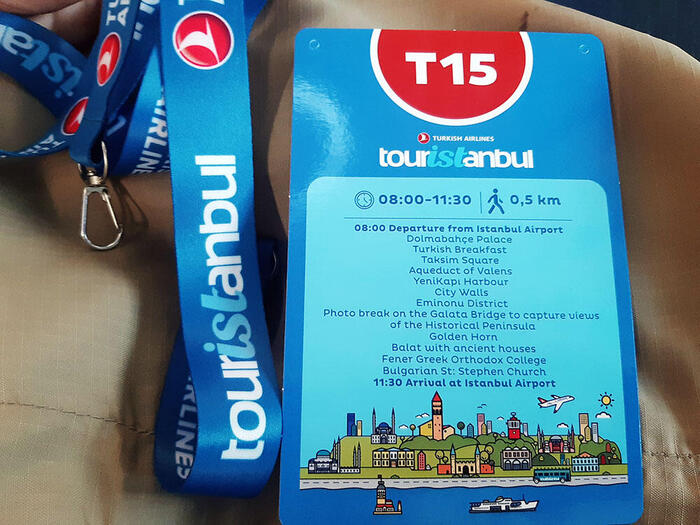 T15
TURKISH AIRLINES
touristanbul
08:00-11:30 0,5 km
08:00 Departure from Istanbul Airport
Dolmabahçe Palace
Turkish Breakfast
Taksim Square
Aqueduct of Valens
YeniKapı Harbour
City Walls
Eminonu District
Photo break on the Galata Bridge to capture views
of the Historical Peninsula
Golden Horn
Balat with ancient houses
Fener Greek Orthodox College
Bulgarian St: Stephen Church
11:30 Arrival at Istanbul Airport
touristanbul
AIRLINES